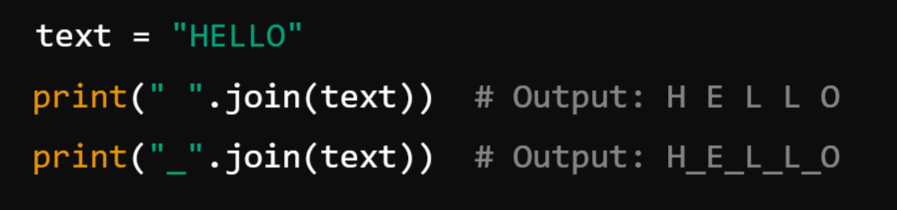 text = "HELLO"
print(" ".join(text))  # Output: H E L L O
print("_".join(text))  # Output: H_E_L_L_O